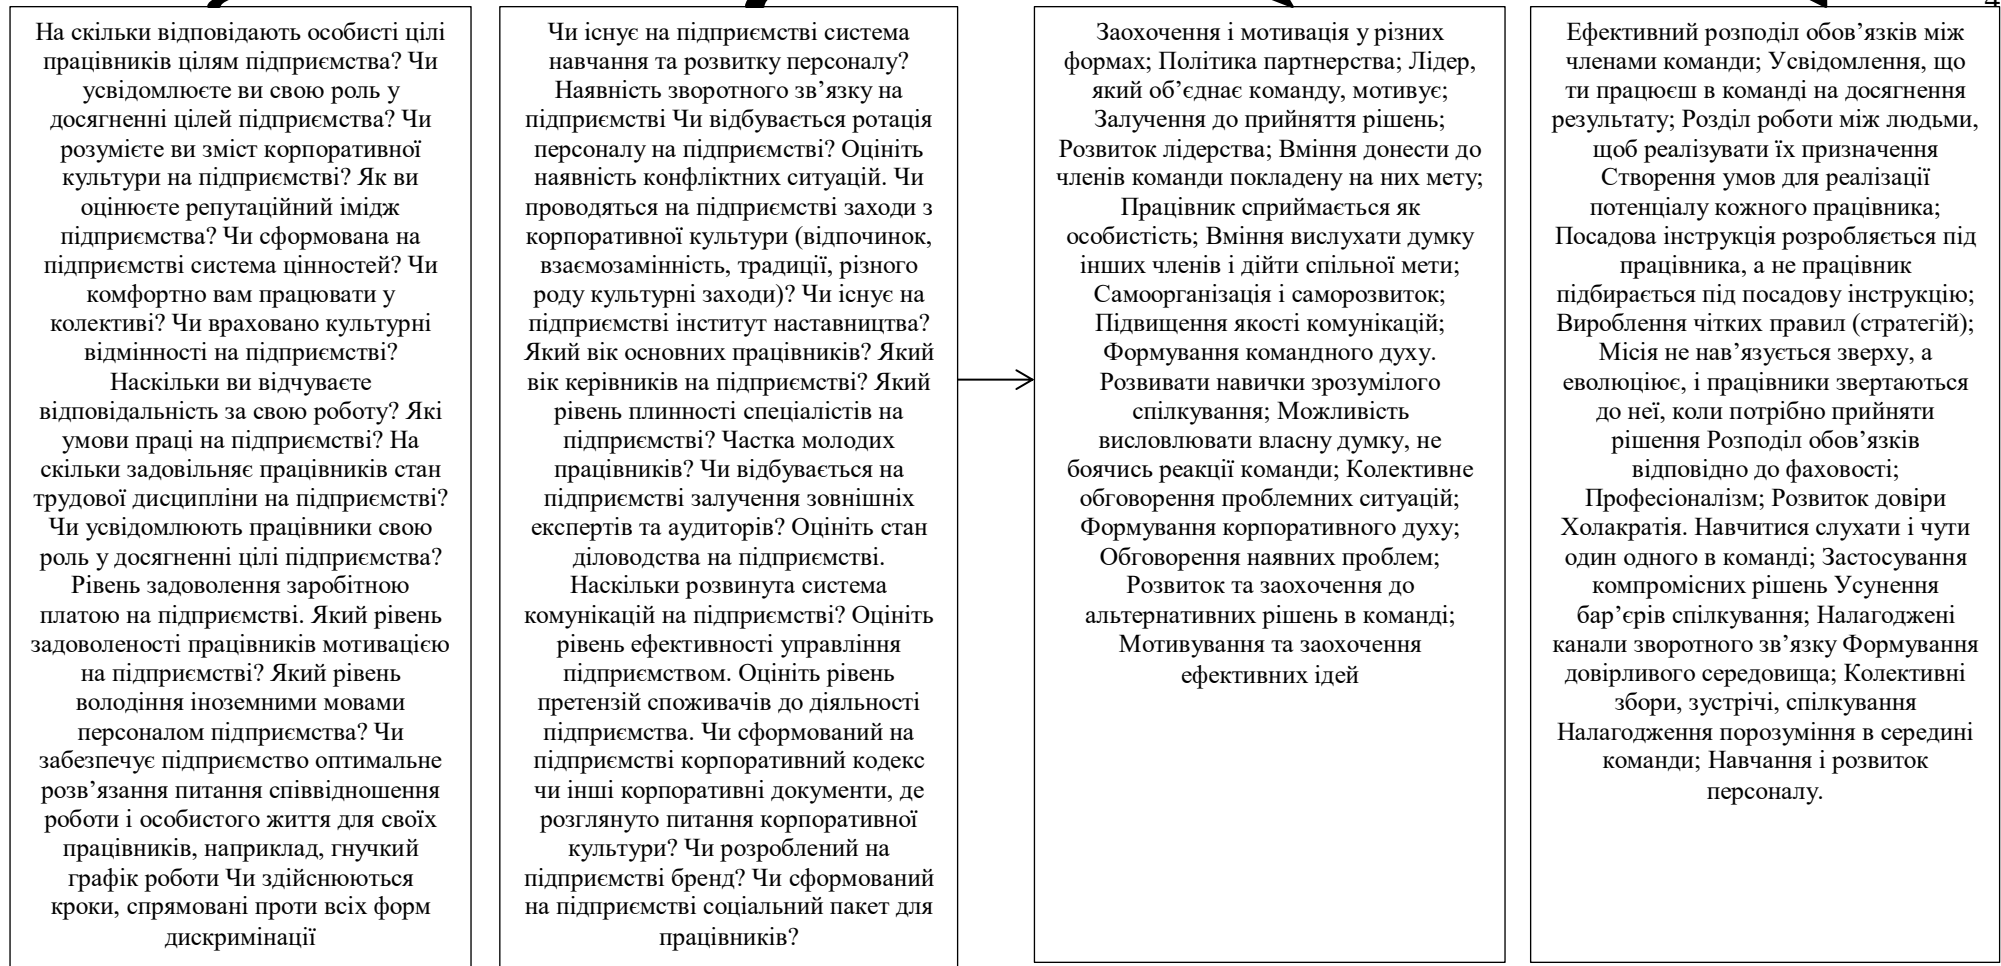 На скільки відповідають особисті цілі
працівників цілям підприємства? Чи
усвідомлюєте ви свою роль у
досягненні цілей підприємства? Чи
розумієте ви зміст корпоративної
культури на підприємстві? Як ви
оцінюєте репутаційний імідж
підприємства? Чи сформована на
підприємстві система цінностей? Чи
комфортно вам працювати у
колективі? Чи враховано культурні
відмінності на підприємстві?
Наскільки ви відчуваєте
відповідальність за свою роботу? Які
умови праці на підприємстві? На
скільки задовільняє працівників стан
трудової дисципліни на підприємстві?
Чи усвідомлюють працівники свою
роль у досягненні цілі підприємства?
Рівень задоволення заробітною
платою на підприємстві. Який рівень
задоволеності працівників мотивацією
на підприємстві? Який рівень
володіння іноземними мовами
персоналом підприємства? Чи
забезпечує підприємство оптимальне
розв’язання питання співвідношення
роботи і особистого життя для своїх
працівників, наприклад, гнучкий
графік роботи Чи здійснюються
кроки, спрямовані проти всіх форм
дискримінації
Чи існує на підприємстві система
навчання та розвитку персоналу?
Наявність зворотного зв’язку на
підприємстві Чи відбувається ротація
персоналу на підприємстві? Оцініть
наявність конфліктних ситуацій. Чи
проводяться на підприємстві заходи з
корпоративної культури (відпочинок,
взаємозамінність, традиції, різного
роду культурні заходи)? Чи існує на
підприємстві інститут наставництва?
Який вік основних працівників? Який
вік керівників на підприємстві? Який
рівень плинності спеціалістів на
підприємстві? Частка молодих
працівників? Чи відбувається на
підприємстві залучення зовнішніх
експертів та аудиторів? Оцініть стан
діловодства на підприємстві.
Наскільки розвинута система
комунікацій на підприємстві? Оцініть
рівень ефективності управління
підприємством. Оцініть рівень
претензій споживачів до діяльності
підприємства. Чи сформований на
підприємстві корпоративний кодекс
чи інші корпоративні документи, де
розглянуто питання корпоративної
культури? Чи розроблений на
підприємстві бренд? Чи сформований
на підприємстві соціальний пакет для
працівників?
Заохочення і мотивація у різних
формах; Політика партнерства; Лідер,
який об’єднає команду, мотивує;
Залучення до прийняття рішень;
Розвиток лідерства; Вміння донести до
членів команди покладену на них мету;
Працівник сприймається як
особистість; Вміння вислухати думку
інших членів і дійти спільної мети;
Самоорганізація і саморозвиток;
Підвищення якості комунікацій;
Формування командного духу.
Розвивати навички зрозумілого
спілкування; Можливість
висловлювати власну думку, не
боячись реакції команди; Колективне
обговорення проблемних ситуацій;
Формування корпоративного духу;
Обговорення наявних проблем;
Розвиток та заохочення до
альтернативних рішень в команді;
Мотивування та заохочення
ефективних ідей
Ефективний розподіл обов’язків між
членами команди; Усвідомлення, що
ти працюєш в команді на досягнення
результату; Розділ роботи між людьми,
щоб реалізувати їх призначення
Створення умов для реалізації
потенціалу кожного працівника;
Посадова інструкція розробляється під
працівника, а не працівник
підбирається під посадову інструкцію;
Вироблення чітких правил (стратегій);
Місія не нав’язується зверху, а
еволюціює, і працівники звертаються
до неї, коли потрібно прийняти
рішення Розподіл обов’язків
відповідно до фаховості;
Професіоналізм; Розвиток довіри
Холакратія. Навчитися слухати і чути
один одного в команді; Застосування
компромісних рішень Усунення
бар’єрів спілкування; Налагоджені
канали зворотного зв’язку Формування
довірливого середовища; Колективні
збори, зустрічі, спілкування
Налагодження порозуміння в середині
команди; Навчання і розвиток
персоналу.